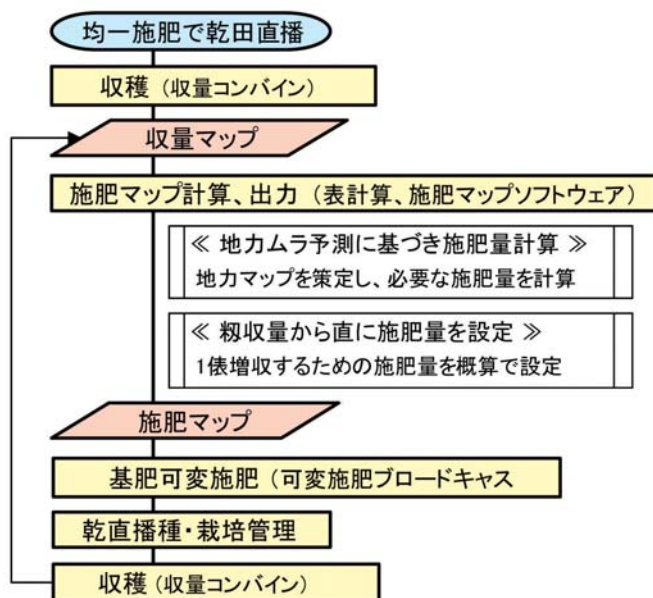 均一施肥で乾田直播
収穫（収量コンバイン）
収量マップ
施肥マップ計算、出力（表計算、施肥マップソフトウェア）
≪ 地力ムラ予測に基づき施肥量計算 ≫
地力マップを策定し、必要な施肥量を計算
≪ 籾収量から直に施肥量を設定 ≫
1俵増収するための施肥量を概算で設定
施肥マップ
基肥可変施肥（可変施肥ブロードキャス
乾直播種・栽培管理
収穫（収量コンバイン）